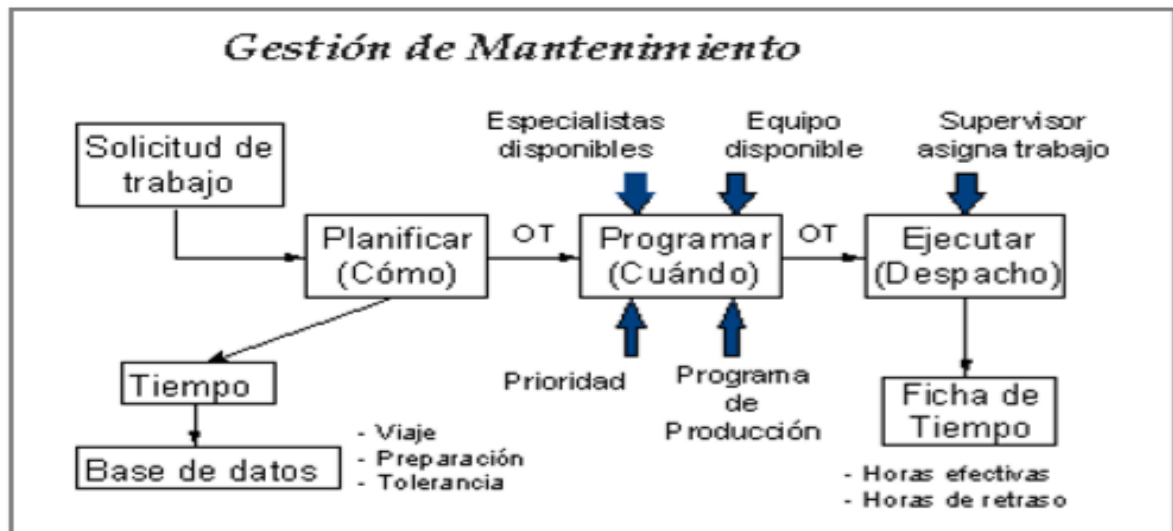 Gestión de Mantenimiento
Solicitud de
trabajo
Especialistas
disponibles
Equipo
disponible
Supervisor
asigna trabajo
Planificar
(Cómo)
OT
Programar
(Cuándo)
OT
Ejecutar
(Despacho)
Tiempo
Prioridad
Programa
de
Producción
Ficha de
Tiempo
Base de datos
- Viaje
- Preparación
- Tolerancia
- Horas efectivas
- Horas de retraso